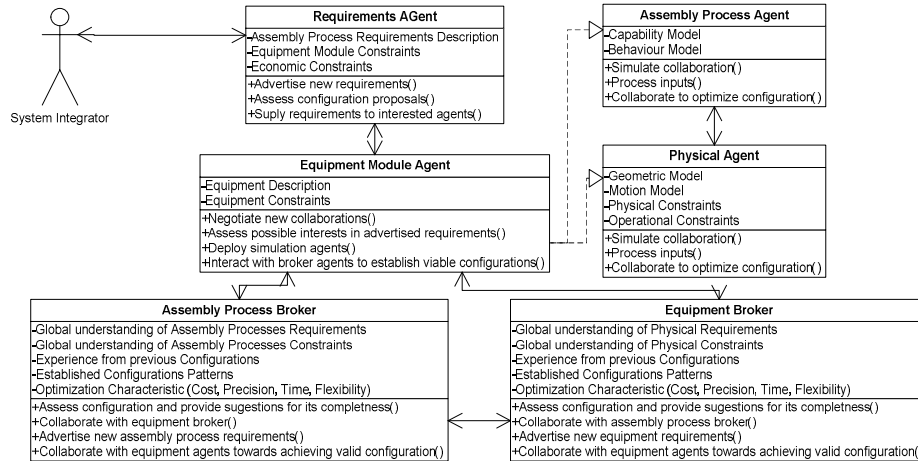 Requirements AGent
-Assembly Process Requirements Description
-Equipment Module Constraints
-Economic Constraints
+Advertise new requirements()
+Assess configuration proposals()
+Suply requirements to interested agents()
System Integrator
Assembly Process Agent
-Capability Model
-Behaviour Model
+Simulate collaboration()
+Process inputs()
+Collaborate to optimize configuration()
Equipment Module Agent
-Equipment Description
-Equipment Constraints
+Negotiate new collaborations()
+Assess possible interests in advertised requirements()
+Deploy simulation agents()
+Interact with broker agents to establish viable configurations()
Physical Agent
-Geometric Model
-Motion Model
-Physical Constraints
-Operational Constraints
+Simulate collaboration()
+Process inputs()
+Collaborate to optimize configuration()
Assembly Process Broker
-Global understanding of Assembly Processes Requirements
-Global understanding of Assembly Processes Constraints
-Experience from previous Configurations
-Established Configurations Patterns
-Optimization Characteristic (Cost, Precision, Time, Flexibility)
+Assess configuration and provide sugestions for its completness()
+Collaborate with equipment broker()
+Advertise new assembly process requirements()
+Collaborate with equipment agents towards achieving valid configuration()
Equipment Broker
-Global understanding of Physical Requirements
-Global understanding of Physical Constraints
-Experience from previous Configurations
-Established Configurations Patterns
-Optimization Characteristic (Cost, Precision, Time, Flexibility)
+Assess configuration and provide sugestions for its completness()
+Collaborate with assembly process broker()
+Advertise new equipment requirements()
+Collaborate with equipment agents towards achieving valid configuration()